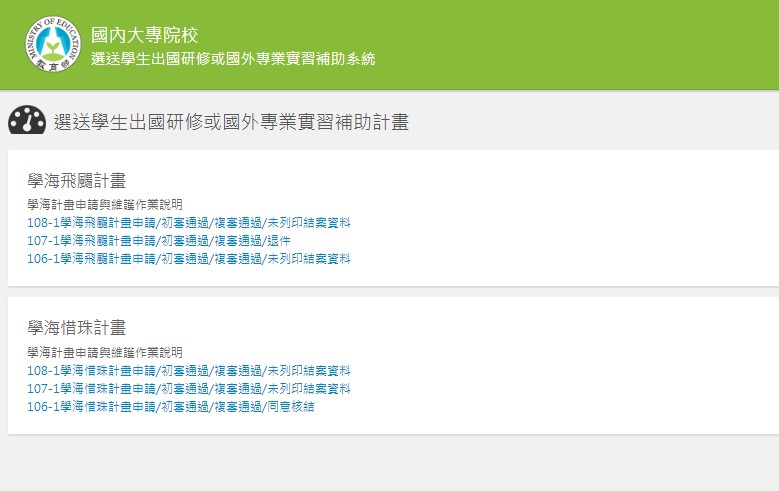 MINISTRY OF EDUCATION
教育部
國內大專院校
選送學生出國研修或國外專業實習補助系統
選送學生出國研修或國外專業實習補助計畫
學海飛颺計畫
學海計畫申請與維護作業說明
108-1學海飛颺計畫申請/初審通過/複審通過/未列印結案資料
107-1學海飛颺計畫申請/初審通過/複審通過/退件
106-1學海飛颺計畫申請/初審通過/複審通過/未列印結案資料
學海惜珠計畫
學海計畫申請與維護作業說明
108-1學海惜珠計畫申請/初審通過/複審通過/未列印結案資料
107-1學海惜珠計畫申請/初審通過/複審通過/未列印結案資料
106-1學海惜珠計畫申請/初審通過/複審通過/同意核結